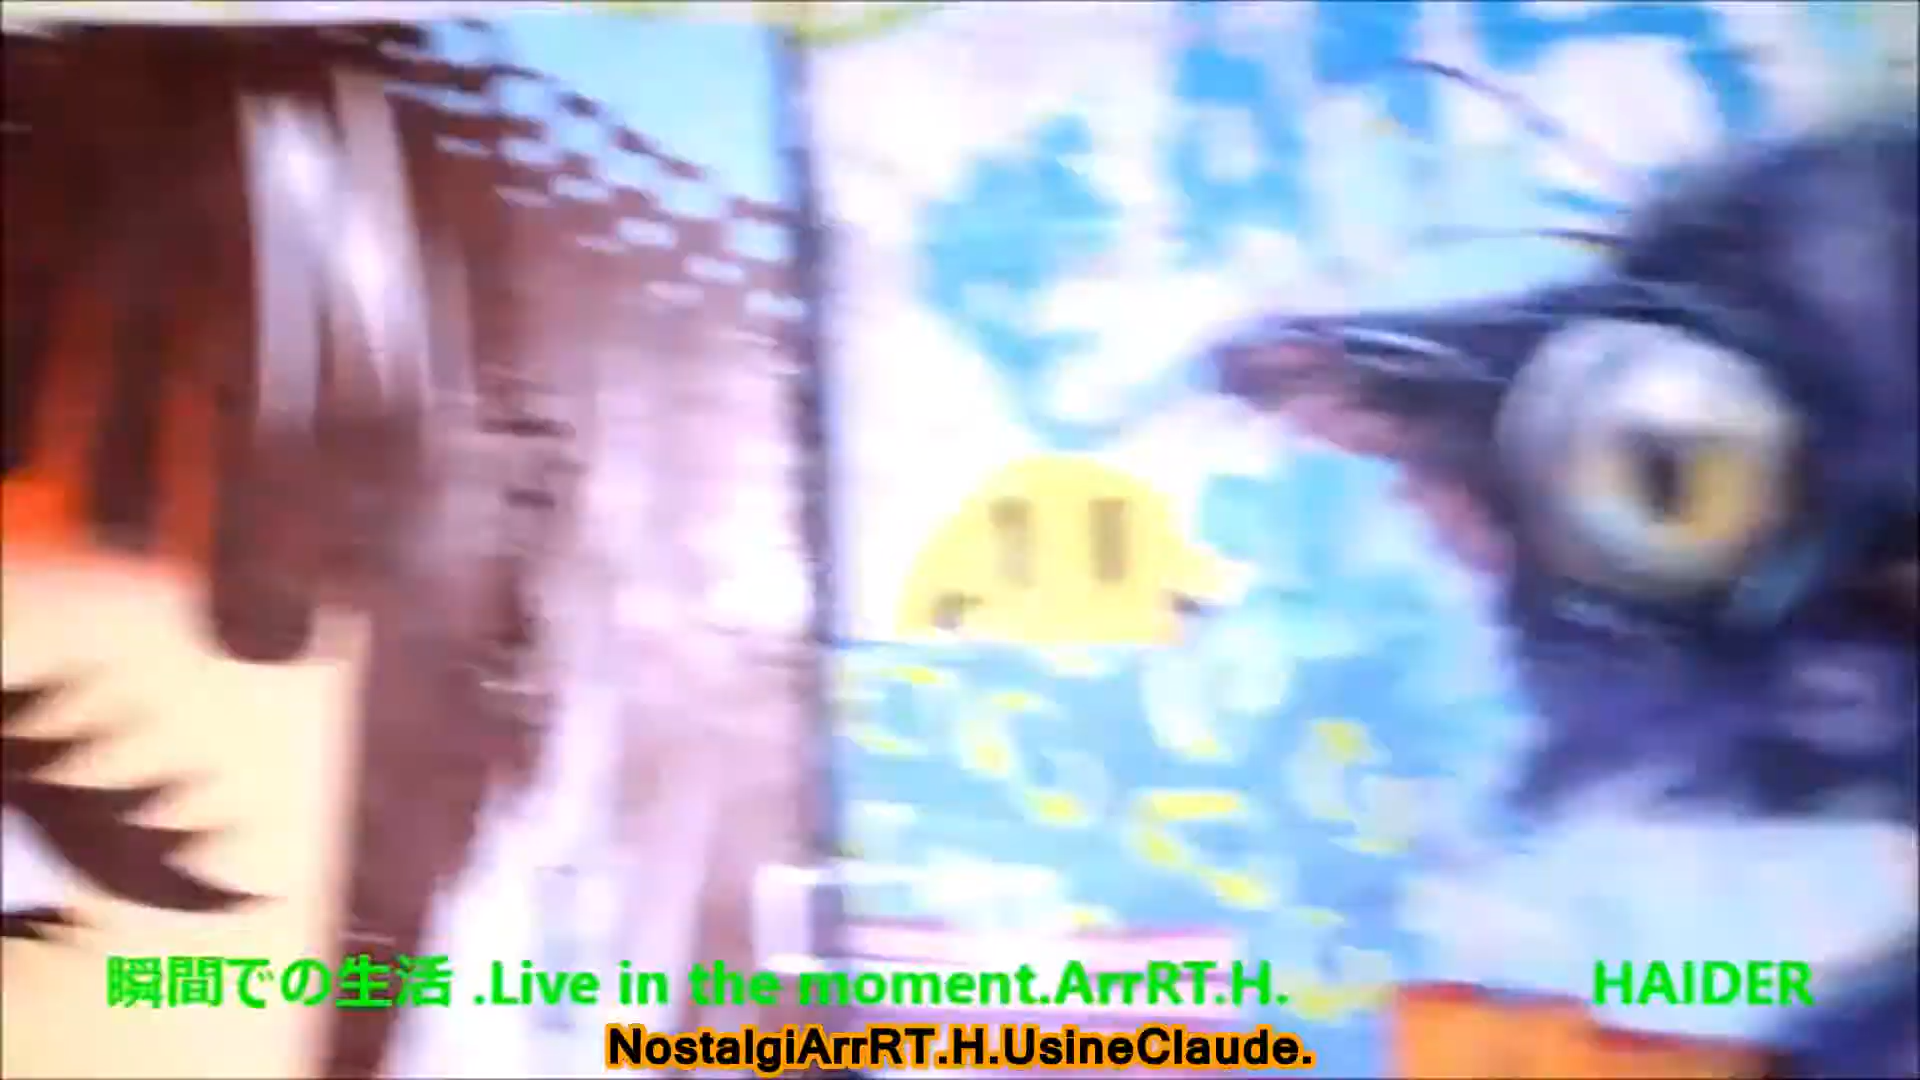 瞬間での生活 .Live in the moment.ArrRT.H. HAIDER
NostalgiArrRT.H.UsineClaude.